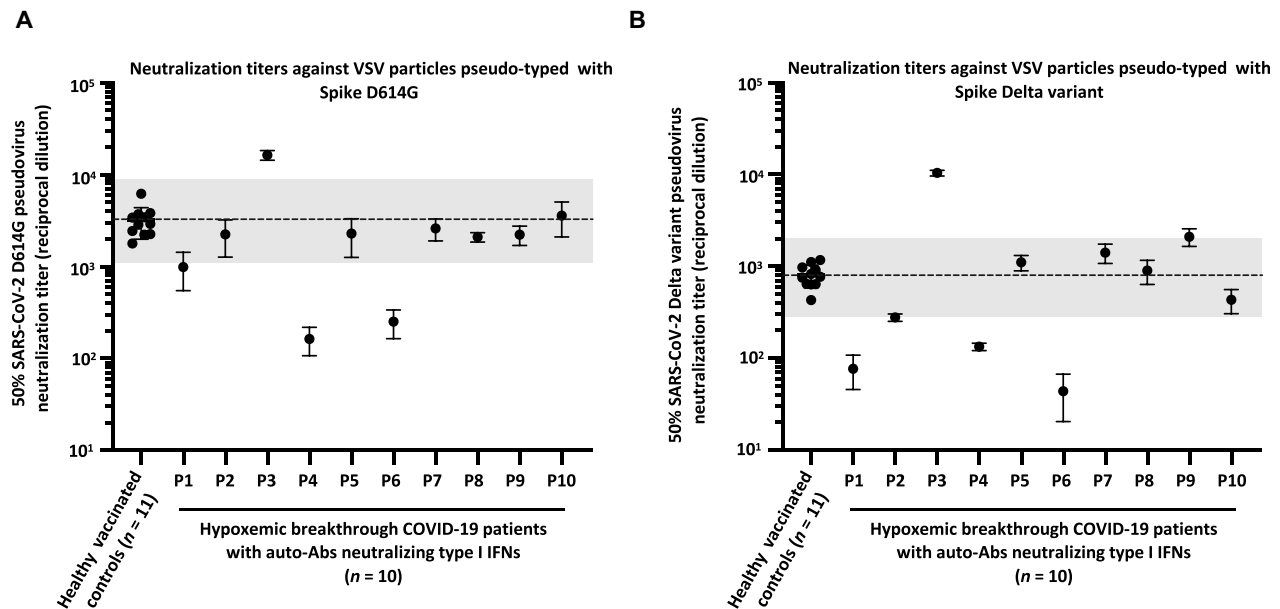 A
Neutralization titers against VSV particles pseudo-typed with
Spike D614G
50% SARS-CoV-2 D614G pseudovirus
neutralization titer (reciprocal dilution)
10⁵
10⁴
10³
10²
10¹
Healthy vaccinated
controls (n = 11)
P1 P2 P3 P4 P5 P6 P7 P8 P9 P10
Hypoxemic breakthrough COVID-19 patients
with auto-Abs neutralizing type I IFNs
(n = 10)
B
Neutralization titers against VSV particles pseudo-typed with
Spike Delta variant
50% SARS-CoV-2 Delta variant pseudovirus
neutralization titer (reciprocal dilution)
10⁵
10⁴
10³
10²
10¹
Healthy vaccinated
controls (n = 11)
P1 P2 P3 P4 P5 P6 P7 P8 P9 P10
Hypoxemic breakthrough COVID-19 patients
with auto-Abs neutralizing type I IFNs
(n = 10)